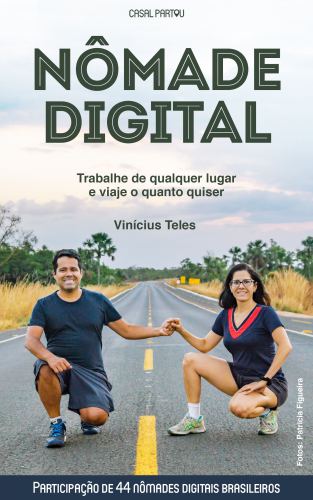 CASAL PARTIU
NÔMADE
DIGITAL
Trabalhe de qualquer lugar
e viaje o quanto quiser
Vinícius Teles
Fotos: Patricia Figueira
PARTICIPAÇÃO DE 44 NÔMADES DIGITAIS BRASILEIROS